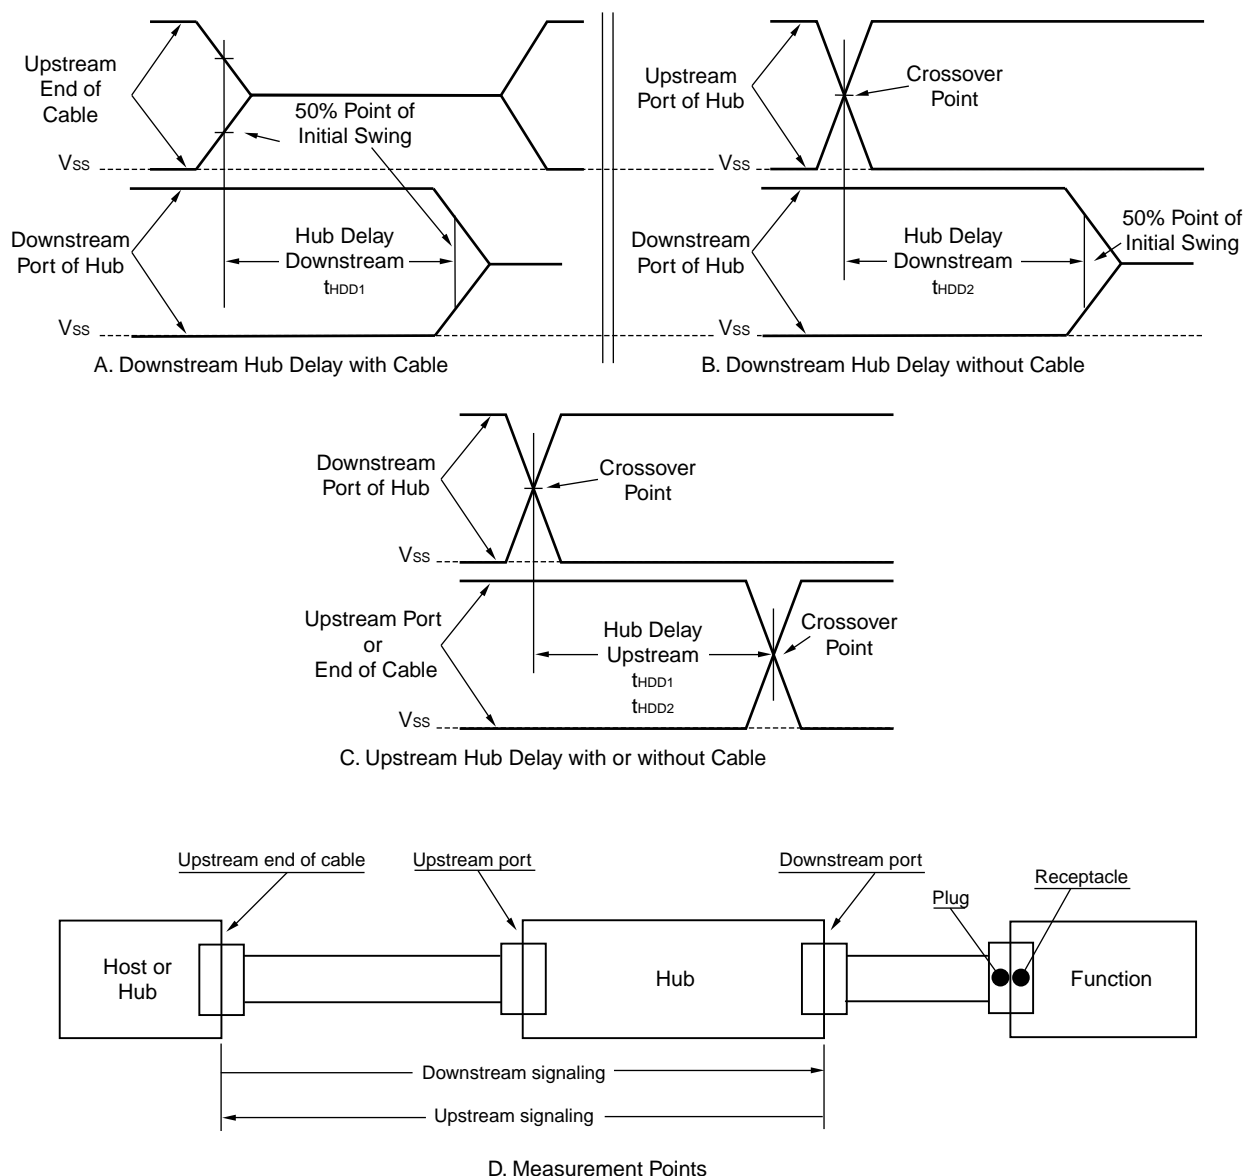 Upstream
End of
Cable
50% Point of
Initial Swing
VSS
Downstream
Port of Hub
Hub Delay
Downstream
tHDD1
VSS
A. Downstream Hub Delay with Cable
Upstream
Port of Hub
Crossover
Point
VSS
Downstream
Port of Hub
Hub Delay
Downstream
tHDD2
50% Point of
Initial Swing
VSS
B. Downstream Hub Delay without Cable
Downstream
Port of Hub
Crossover
Point
VSS
Upstream Port
or
End of Cable
Hub Delay
Upstream
tHDD1
tHDD2
Crossover
Point
VSS
C. Upstream Hub Delay with or without Cable
Upstream end of cable
Upstream port
Downstream port
Receptacle
Plug
Host or
Hub
Hub
Function
Downstream signaling
Upstream signaling
D. Measurement Points